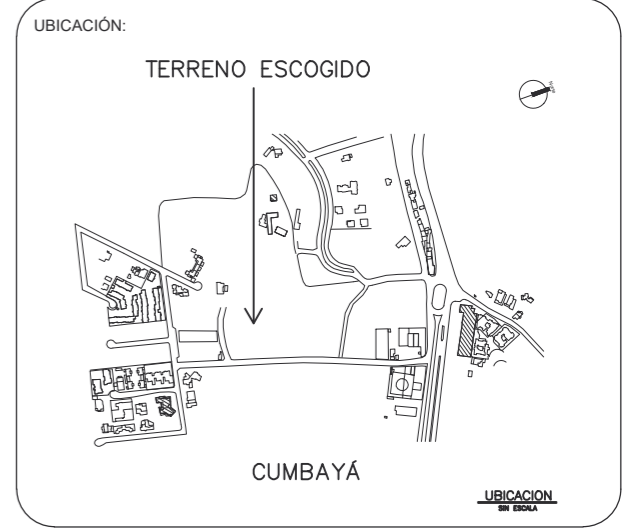 UBICACIÓN:
TERRENO ESCOGIDO
CUMBAYÁ
UBICACION
SIN ESCALA